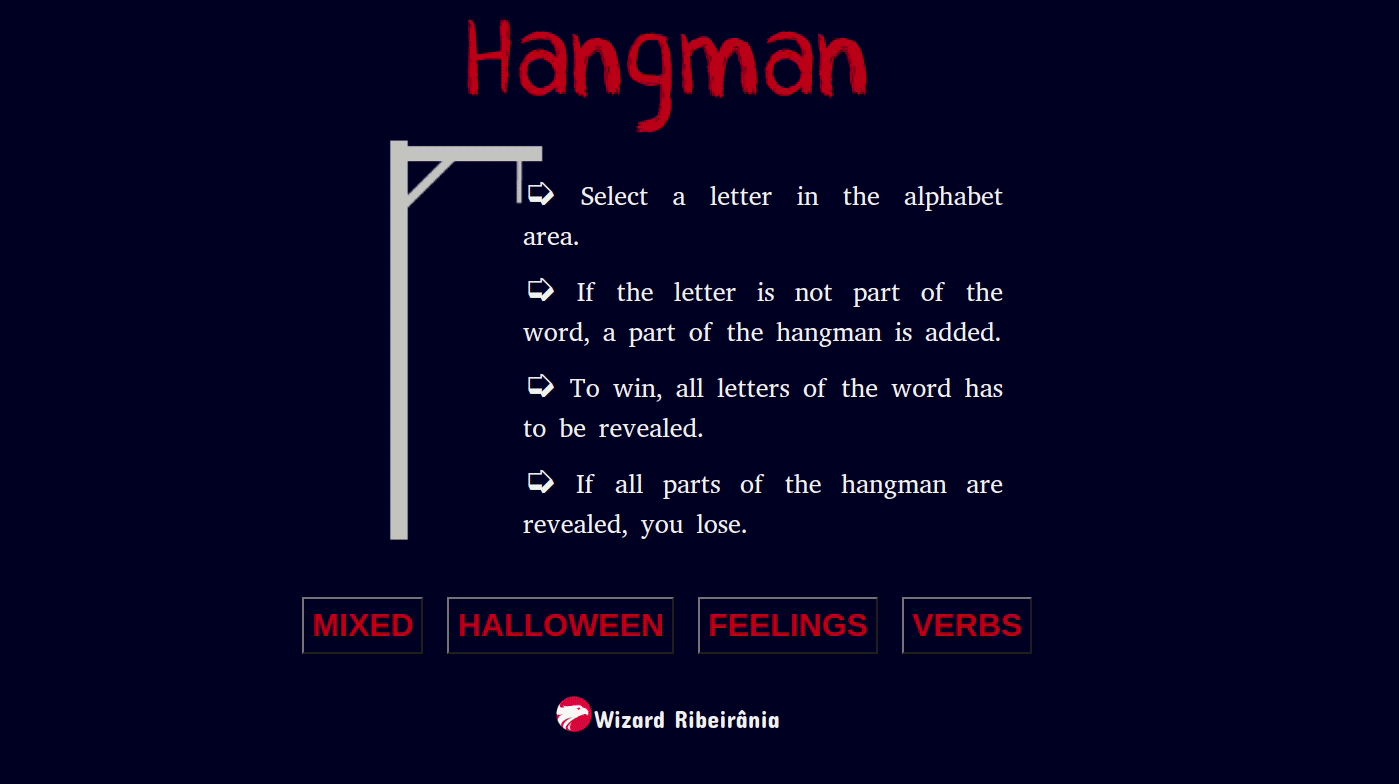 Hangman
➯ Select a letter in the alphabet
area.
➯ If the letter is not part of the
word, a part of the hangman is added.
➯ To win, all letters of the word has
to be revealed.
➯ If all parts of the hangman are
revealed, you lose.
MIXED HALLOWEEN FEELINGS VERBS
Wizard Ribeirânia